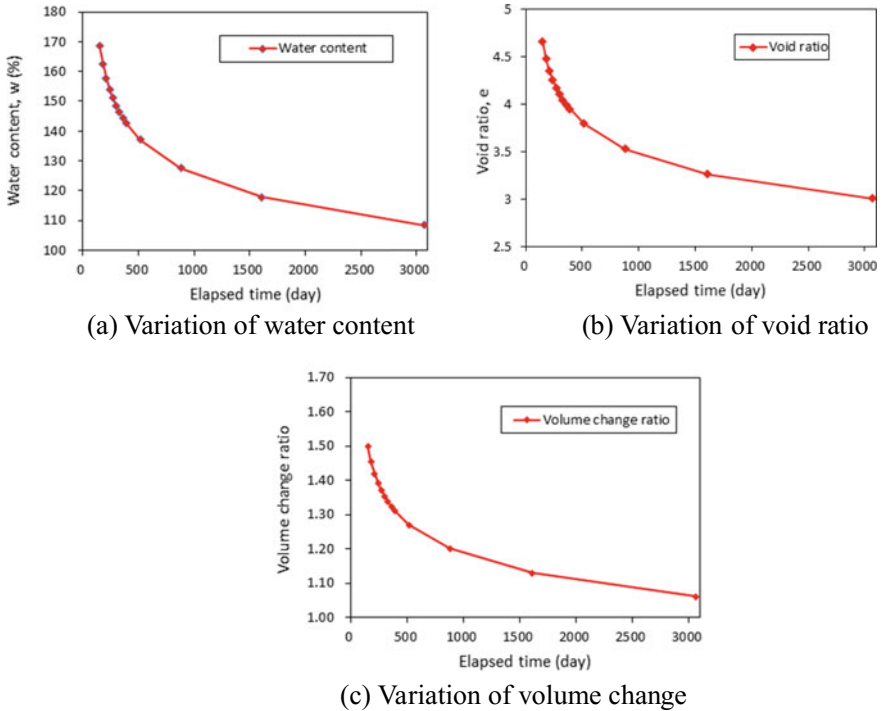 180
170
160
150
140
130
120
110
100
Water content, w (%)
Water content
0 500 1000 1500 2000 2500 3000
Elapsed time (day)
(a) Variation of water content
5
4.5
4
3.5
3
2.5
Void ratio, e
Void ratio
0 500 1000 1500 2000 2500 3000
Elapsed time (day)
(b) Variation of void ratio
1.70
1.60
1.50
1.40
1.30
1.20
1.10
1.00
Volume change ratio
Volume change ratio
0 500 1000 1500 2000 2500 3000
Elapsed time (day)
(c) Variation of volume change